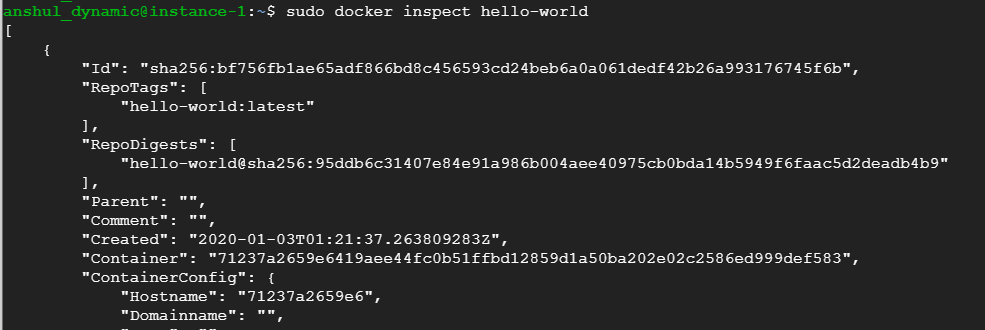 anshul_dynamic@instance-1:~$ sudo docker inspect hello-world
[
    {
        "Id": "sha256:bf756fb1ae65adf866bd8c456593cd24beb6a0a061dedf42b26a993176745f6b",
        "RepoTags": [
            "hello-world:latest"
        ],
        "RepoDigests": [
            "hello-world@sha256:95ddb6c31407e84e91a986b004aee40975cb0bda14b5949f6faac5d2deadb4b9"
        ],
        "Parent": "",
        "Comment": "",
        "Created": "2020-01-03T01:21:37.263809283Z",
        "Container": "71237a2659e6419aee44fc0b51ffbd12859d1a50ba202e02c2586ed999def583",
        "ContainerConfig": {
            "Hostname": "71237a2659e6",
            "Domainname": "",